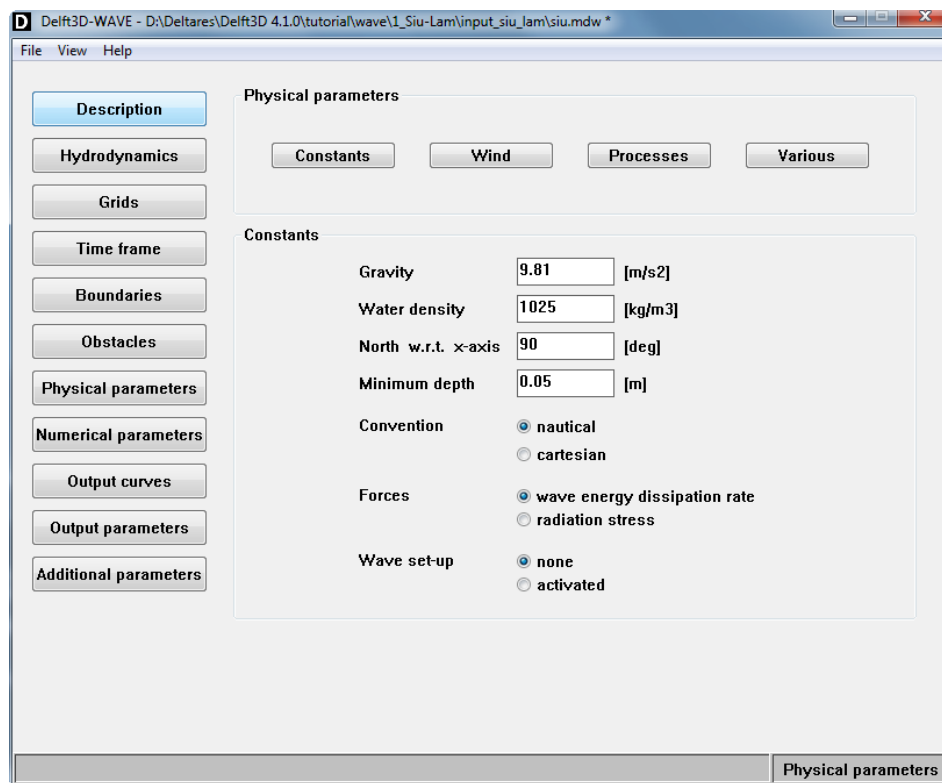 D Delft3D-WAVE - D:\Deltares\Delft3D 4.1.0\tutorial\wave\1_Siu-Lam\input_siu_lam\siu.mdw *
File View Help
Description
Hydrodynamics
Grids
Time frame
Boundaries
Obstacles
Physical parameters
Numerical parameters
Output curves
Output parameters
Additional parameters
Physical parameters
Constants Wind Processes Various
Constants
Gravity 9.81 [m/s2]
Water density 1025 [kg/m3]
North w.r.t. x-axis 90 [deg]
Minimum depth 0.05 [m]
Convention nautical
cartesian
Forces wave energy dissipation rate
radiation stress
Wave set-up none
activated
Physical parameters